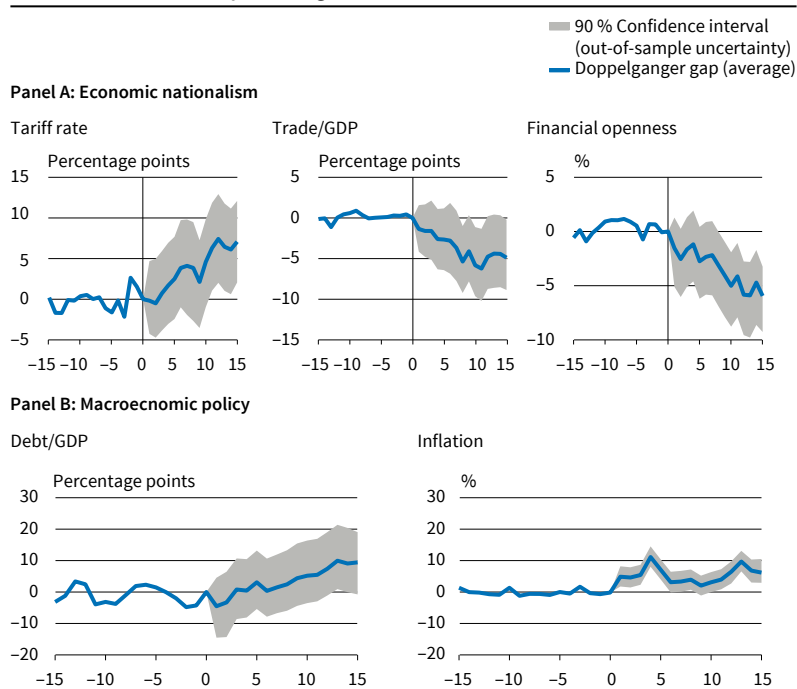 90 % Confidence interval
(out-of-sample uncertainty)
Doppelganger gap (average)
Panel A: Economic nationalism
Tariff rate
Trade/GDP
Financial openness
Percentage points
Percentage points
%
15
10
5
0
−5
5
0
−5
−10
−15
5
0
−5
−10
−15 −10 −5 0 5 10 15
−15 −10 −5 0 5 10 15
−15 −10 −5 0 5 10 15
Panel B: Macroecnomic policy
Debt/GDP
Inflation
Percentage points
%
30
20
10
0
−10
−20
30
20
10
0
−10
−20
−15 −10 −5 0 5 10 15
−15 −10 −5 0 5 10 15